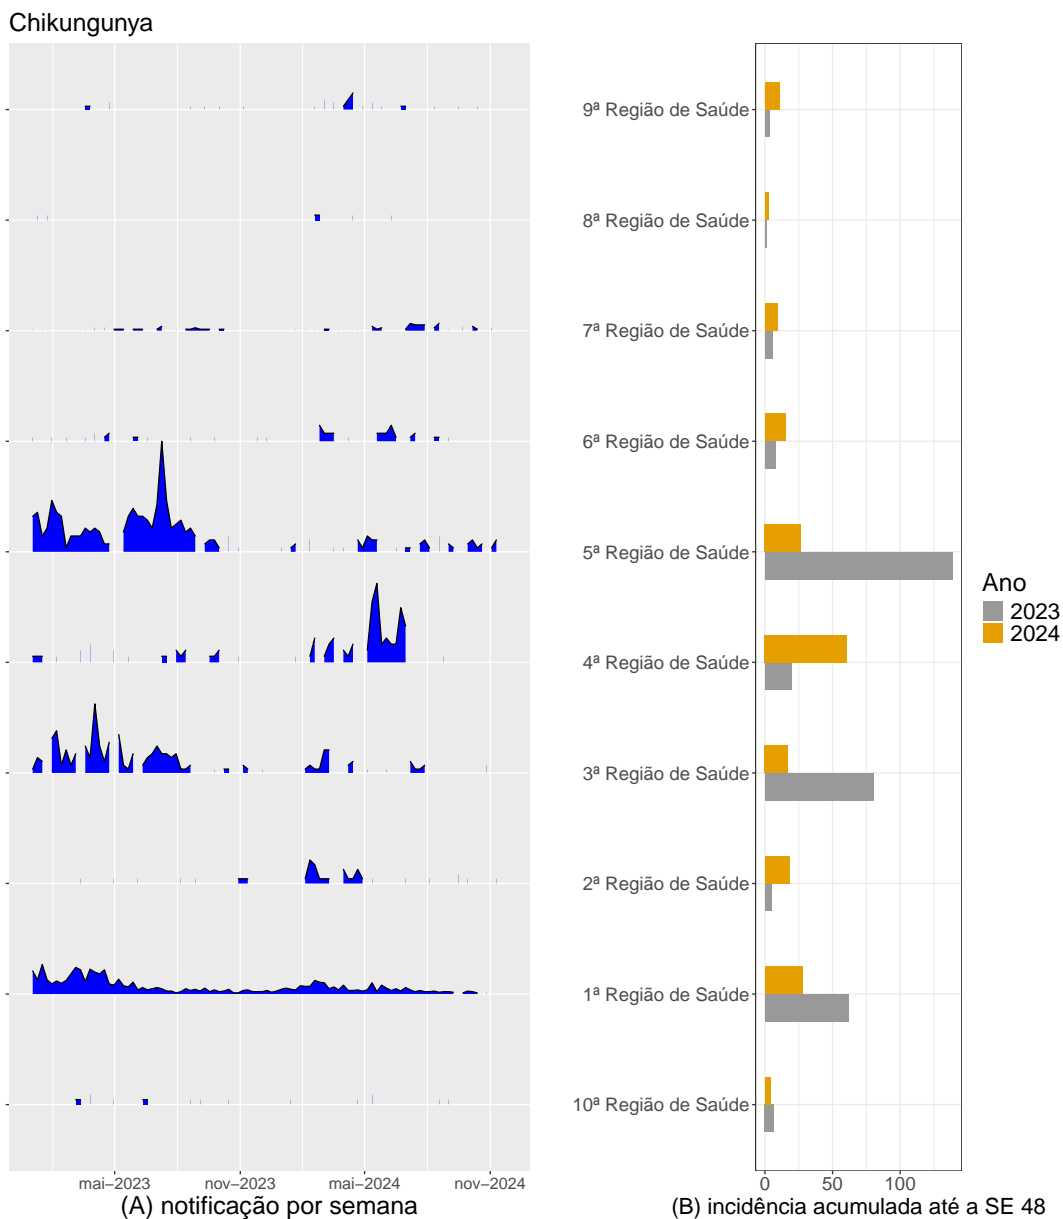 Chikungunya
9ª Região de Saúde
8ª Região de Saúde
7ª Região de Saúde
6ª Região de Saúde
5ª Região de Saúde
4ª Região de Saúde
3ª Região de Saúde
2ª Região de Saúde
1ª Região de Saúde
10ª Região de Saúde
mai−2023 nov−2023 mai−2024 nov−2024
(A) notificação por semana
0 50 100
(B) incidência acumulada até a SE 48
Ano
2023
2024